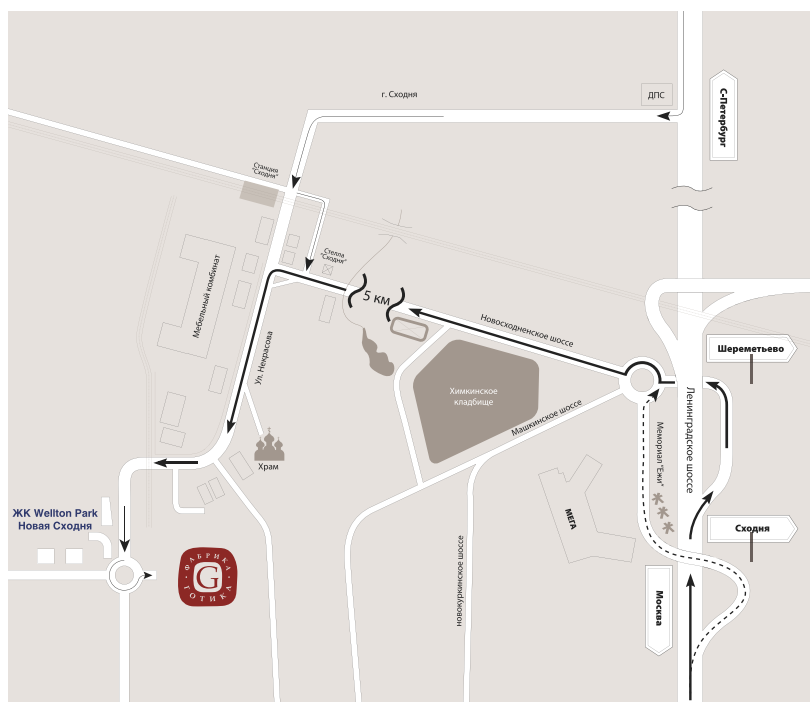 г. Сходня
ДПС
С-Петербург
Станция
"Сходня"
Стелла
"Сходня"
Мебельный комбинат
5 км
Новосходненское шоссе
Шереметьево
Ул. Некрасова
Химкинское
кладбище
Машкинское шоссе
Ленинградское шоссе
Мемориал "Ежи"
Храм
МЕГА
Сходня
ЖК Wellton Park
Новая Сходня
ФАБРИКА
G
ГОТИКА
новокуркинское шоссе
Москва